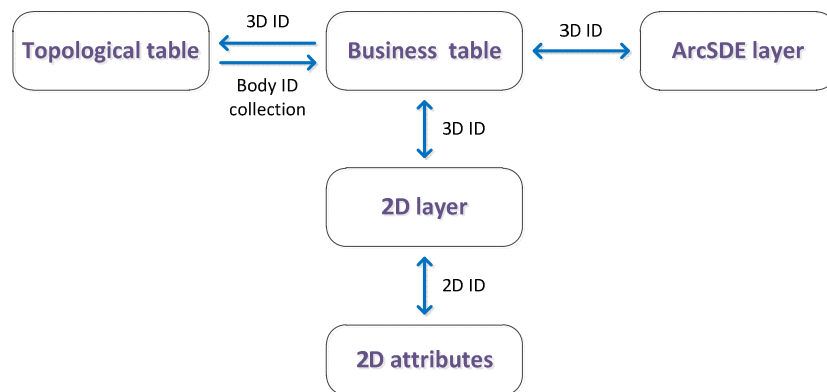 3D ID
Topological table
Business table
3D ID
ArcSDE layer
Body ID
collection
3D ID
2D layer
2D ID
2D attributes